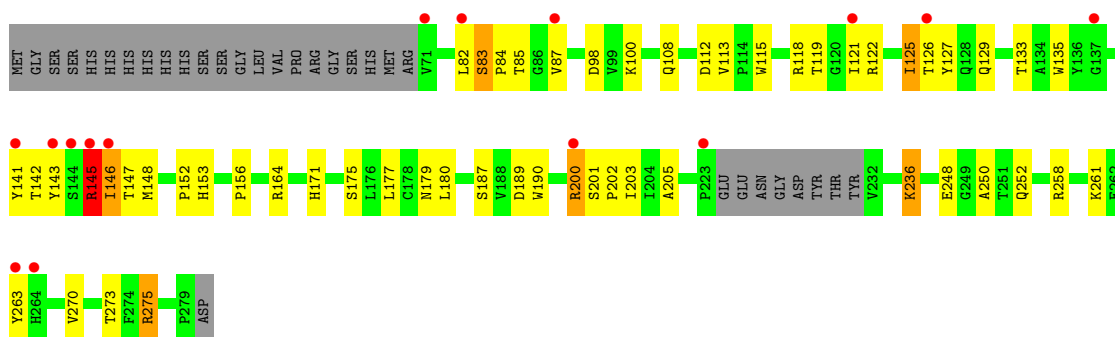 MET GLY SER SER HIS HIS HIS HIS HIS HIS SER SER GLY LEU VAL PRO ARG GLY SER HIS MET ARG V71 L82 S83 P84 T85 G86 V87 D98 V99 K100 Q108 D112 V113 P114 W115 R118 T119 G120 I121 R122 I125 T126 Y127 Q128 Q129 T133 A134 W135 Y136 G137
Y141 T142 Y143 S144 R145 I146 T147 M148 P152 H153 P156 R164 H171 S175 L176 L177 C178 N179 L180 S187 V188 D189 W190 R200 S201 P202 I203 I204 A205 P223 GLU GLU ASN GLY ASP TYR THR TYR V232 K236 E248 G249 A250 T251 Q252 R258 K261
Y263 H264 V270 T273 F274 R275 P279 ASP